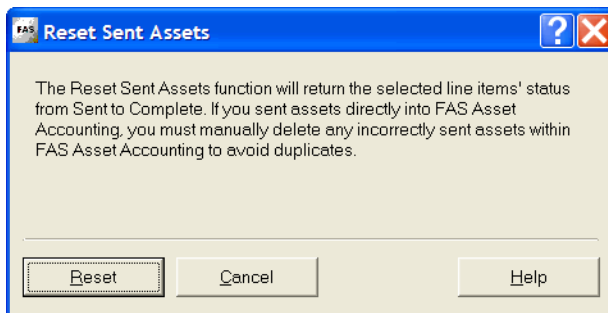 FAS Reset Sent Assets
The Reset Sent Assets function will return the selected line items' status
from Sent to Complete. If you sent assets directly into FAS Asset
Accounting, you must manually delete any incorrectly sent assets within
FAS Asset Accounting to avoid duplicates.
Reset Cancel Help